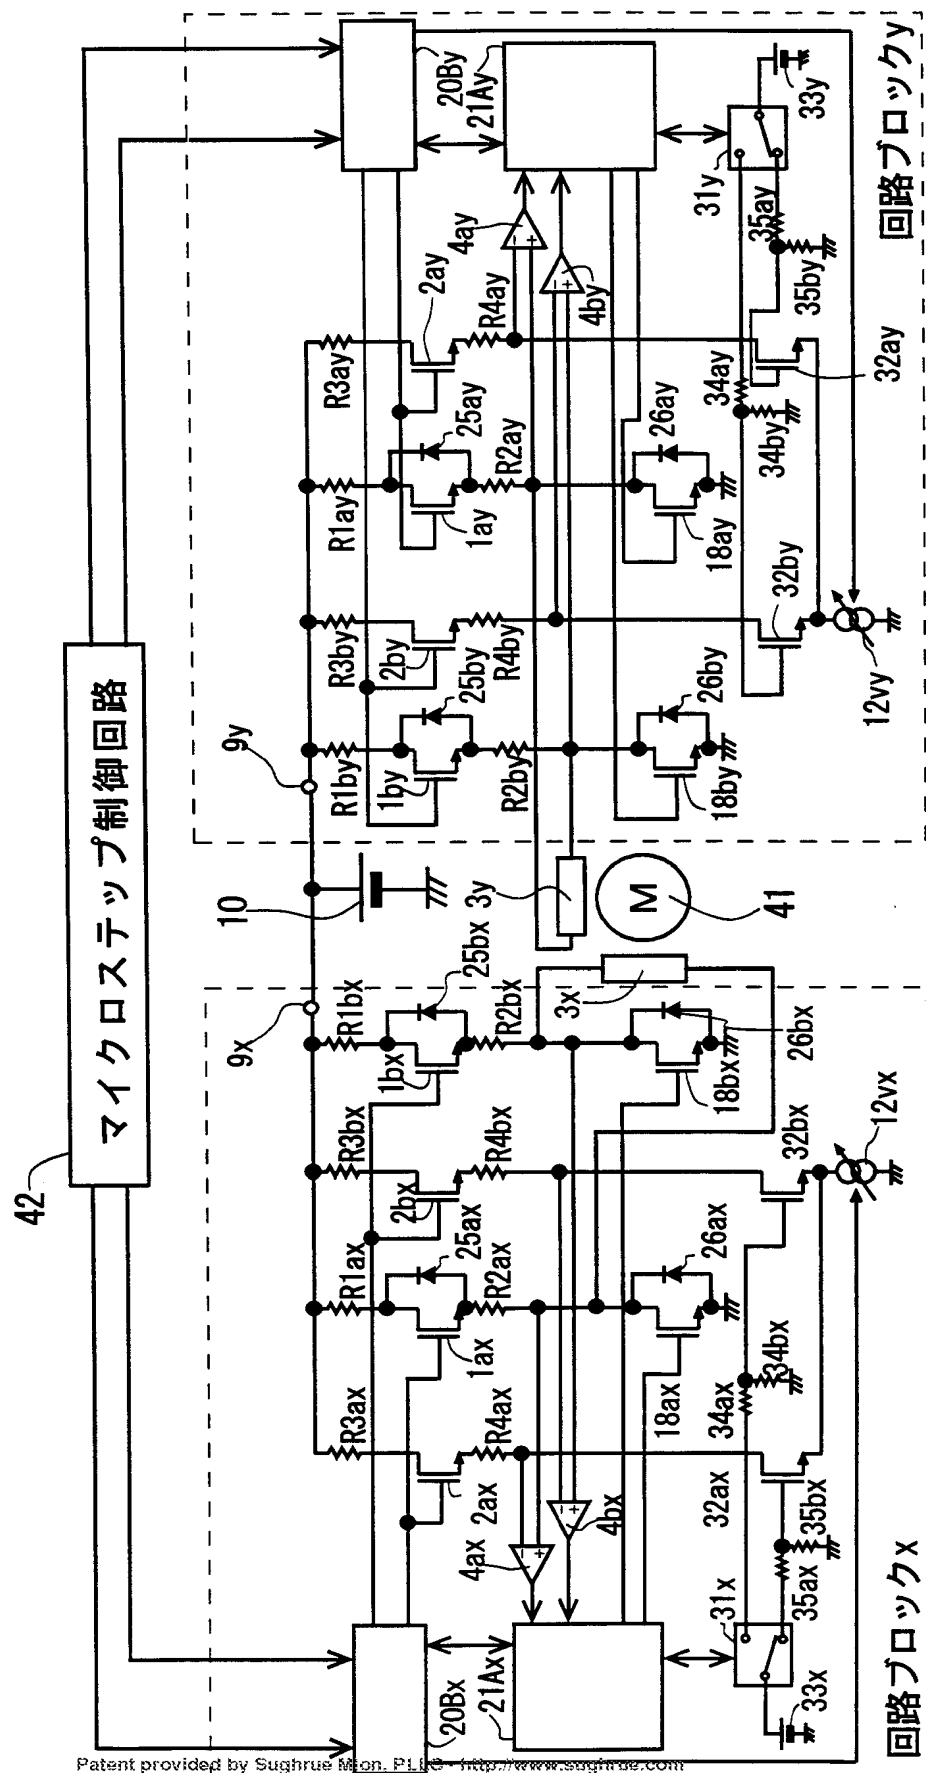 42
マイクロステップ制御回路
9x
10
9y
R3ax
R1ax
R3bx
R1bx
R1by
R3by
R1ay
R3ay
2ax
1ax
25ax
2bx
1bx
25bx
1by
25by
2by
1ay
25ay
2ay
R4ax
R2ax
R4bx
R2bx
R2by
R4by
R2ay
R4ay
20Bx
21Ax
4ax
4bx
3x
3y
M
41
4by
4ay
20By
21Ay
18ax
26ax
18bx
26bx
18by
26by
18ay
26ay
31x
33x
35ax
35bx
32ax
34ax
34bx
32bx
12vx
12vy
32by
34by
34ay
32ay
35by
35ay
31y
33y
回路ブロックx
回路ブロックy
Patent provided by Sughrue Mion, PLLC - http://www.sughrue.com